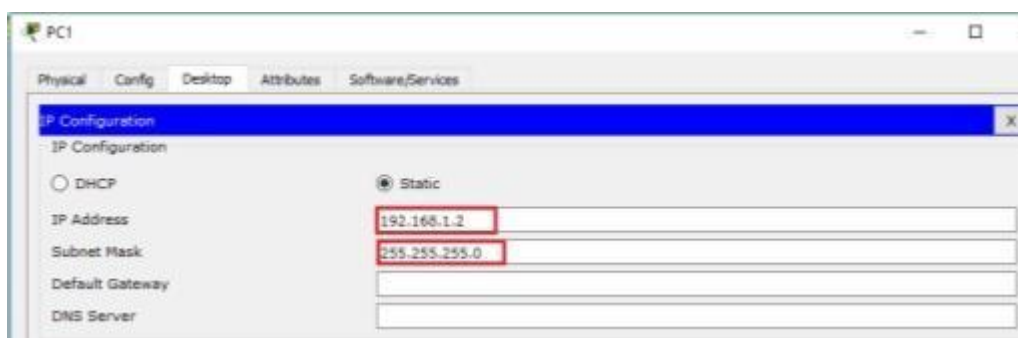 PC1
Physical Config Desktop Attributes Software/Services
IP Configuration
X
IP Configuration
DHCP Static
IP Address 192.168.1.2
Subnet Mask 255.255.255.0
Default Gateway
DNS Server